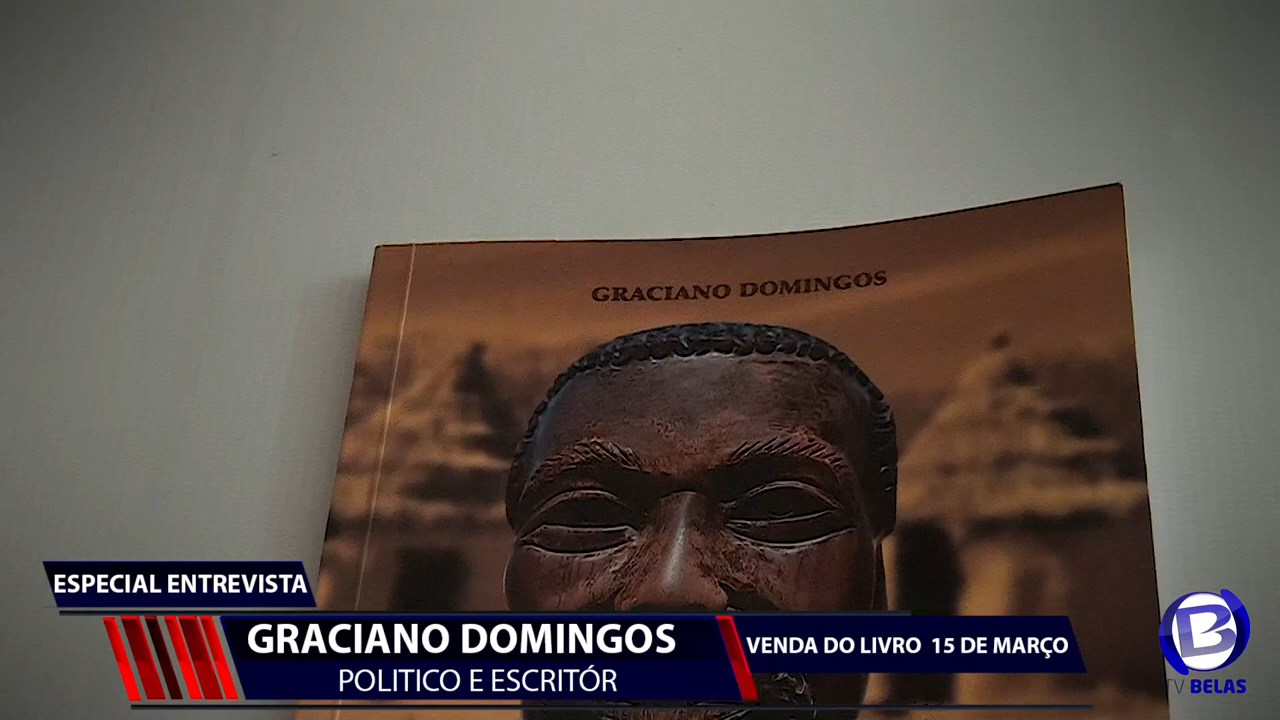 GRACIANO DOMINGOS
ESPECIAL ENTREVISTA
GRACIANO DOMINGOS
POLITICO E ESCRITÓR
VENDA DO LIVRO 15 DE MARÇO
B
TV BELAS